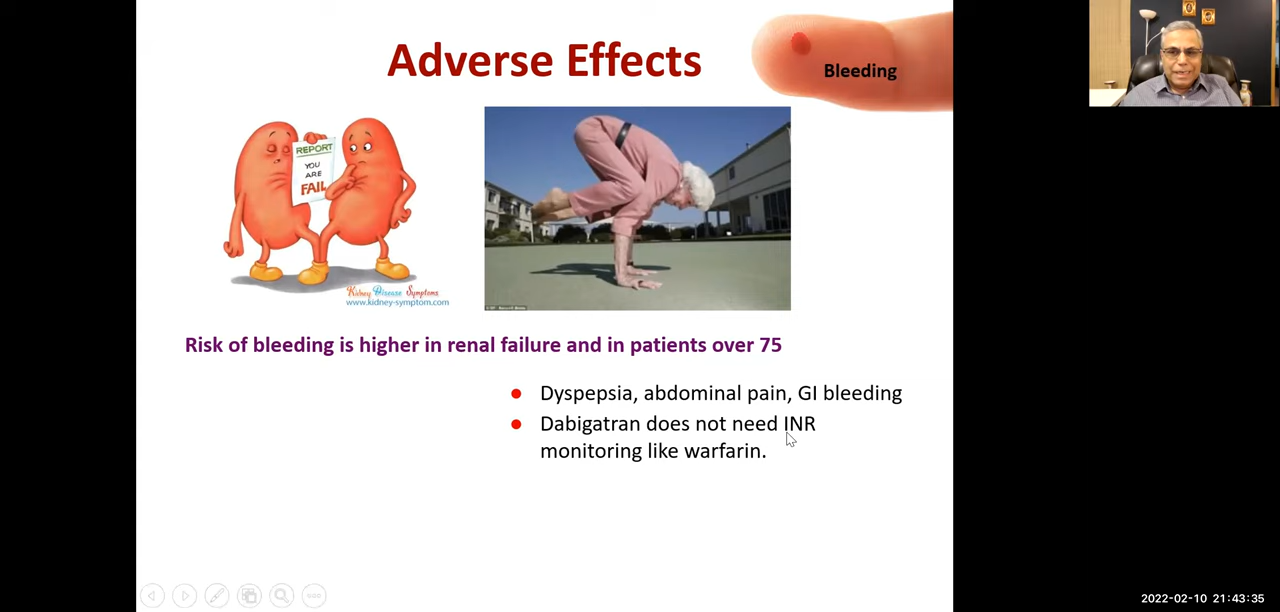 Adverse Effects
Bleeding
REPORT
YOU
ARE
FAIL
Kidney Disease Symptoms
www.kidney-symptom.com
Risk of bleeding is higher in renal failure and in patients over 75
● Dyspepsia, abdominal pain, GI bleeding
● Dabigatran does not need INR
monitoring like warfarin.
2022-02-10 21:43:35